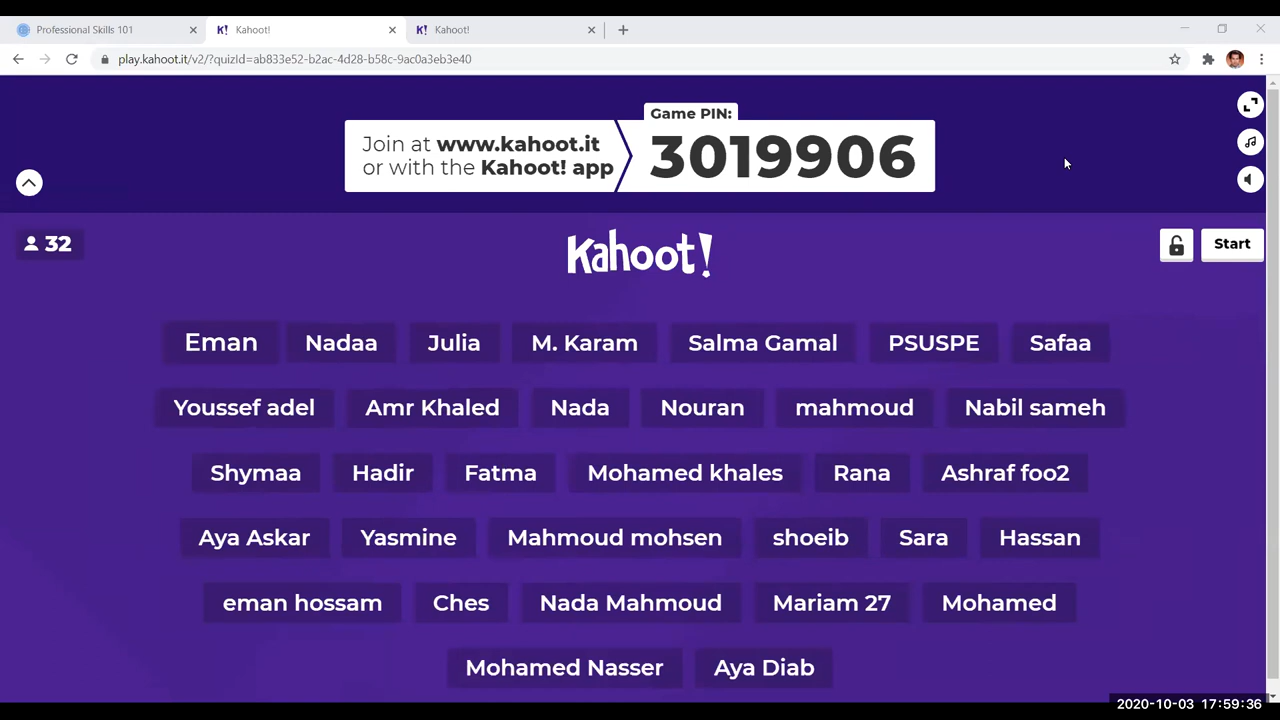 Professional Skills 101
Kahoot!
Kahoot!
play.kahoot.it/v2/?quizId=ab833e52-b2ac-4d28-b58c-9ac0a3eb3e40
Game PIN:
Join at www.kahoot.it
or with the Kahoot! app
3019906
32
Kahoot!
Start
Eman Nadaa Julia M. Karam Salma Gamal PSUSPE Safaa
Youssef adel Amr Khaled Nada Nouran mahmoud Nabil sameh
Shymaa Hadir Fatma Mohamed khales Rana Ashraf foo2
Aya Askar Yasmine Mahmoud mohsen shoeib Sara Hassan
eman hossam Ches Nada Mahmoud Mariam 27 Mohamed
Mohamed Nasser Aya Diab
2020-10-03 17:59:36